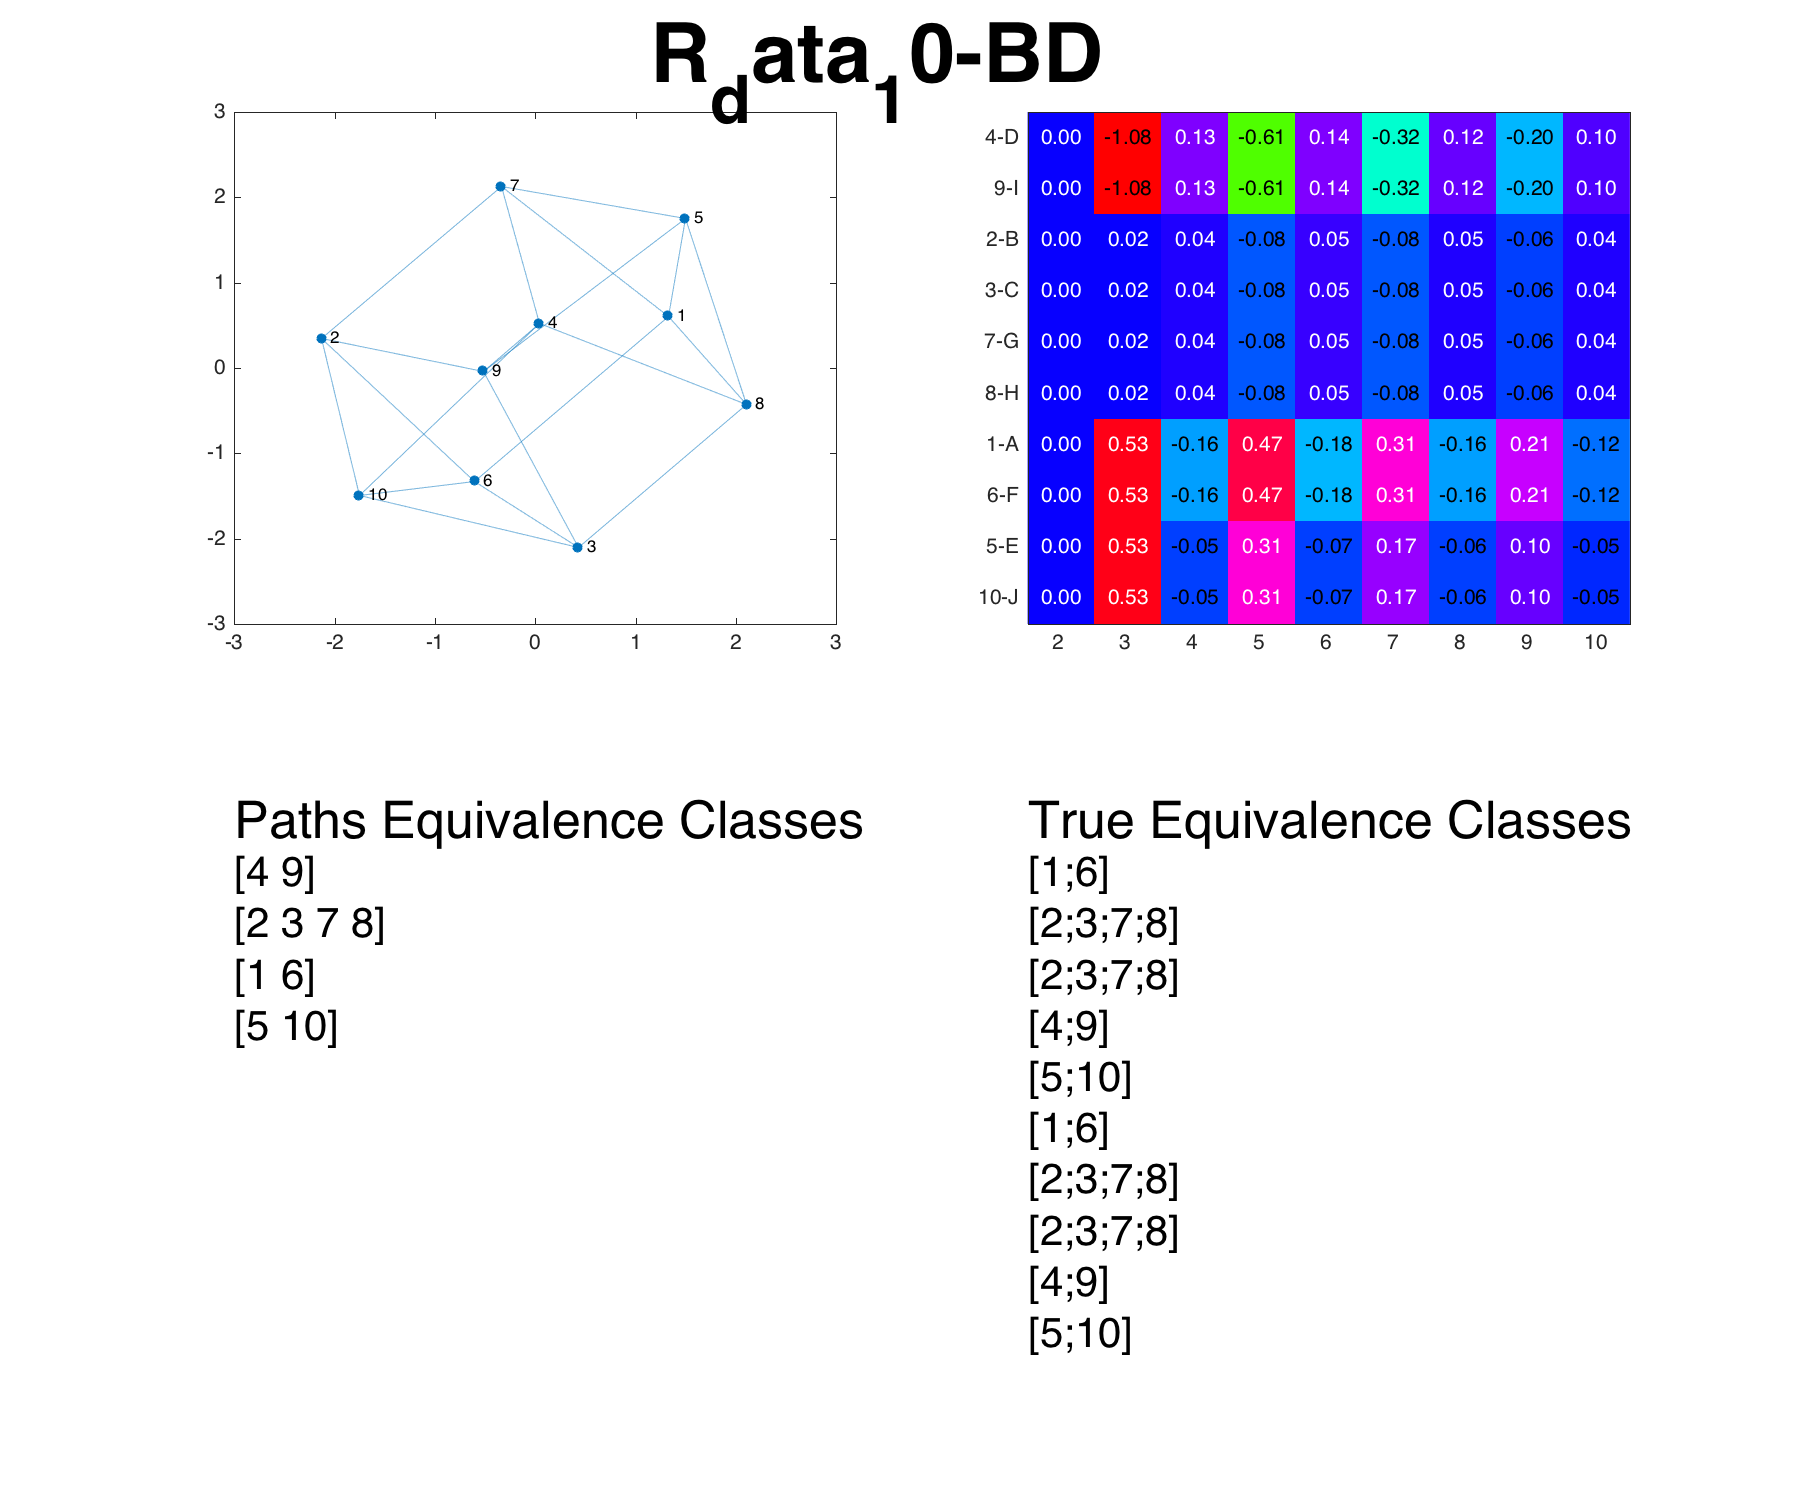 R_data_10-BD
3
2
1
0
-1
-2
-3
-3 -2 -1 0 1 2 3
7
5
1
4
2
9
8
6
10
3
4-D 0.00 -1.08 0.13 -0.61 0.14 -0.32 0.12 -0.20 0.10
9-I 0.00 -1.08 0.13 -0.61 0.14 -0.32 0.12 -0.20 0.10
2-B 0.00 0.02 0.04 -0.08 0.05 -0.08 0.05 -0.06 0.04
3-C 0.00 0.02 0.04 -0.08 0.05 -0.08 0.05 -0.06 0.04
7-G 0.00 0.02 0.04 -0.08 0.05 -0.08 0.05 -0.06 0.04
8-H 0.00 0.02 0.04 -0.08 0.05 -0.08 0.05 -0.06 0.04
1-A 0.00 0.53 -0.16 0.47 -0.18 0.31 -0.16 0.21 -0.12
6-F 0.00 0.53 -0.16 0.47 -0.18 0.31 -0.16 0.21 -0.12
5-E 0.00 0.53 -0.05 0.31 -0.07 0.17 -0.06 0.10 -0.05
10-J 0.00 0.53 -0.05 0.31 -0.07 0.17 -0.06 0.10 -0.05
2 3 4 5 6 7 8 9 10
Paths Equivalence Classes
[4 9]
[2 3 7 8]
[1 6]
[5 10]
True Equivalence Classes
[1;6]
[2;3;7;8]
[2;3;7;8]
[4;9]
[5;10]
[1;6]
[2;3;7;8]
[2;3;7;8]
[4;9]
[5;10]